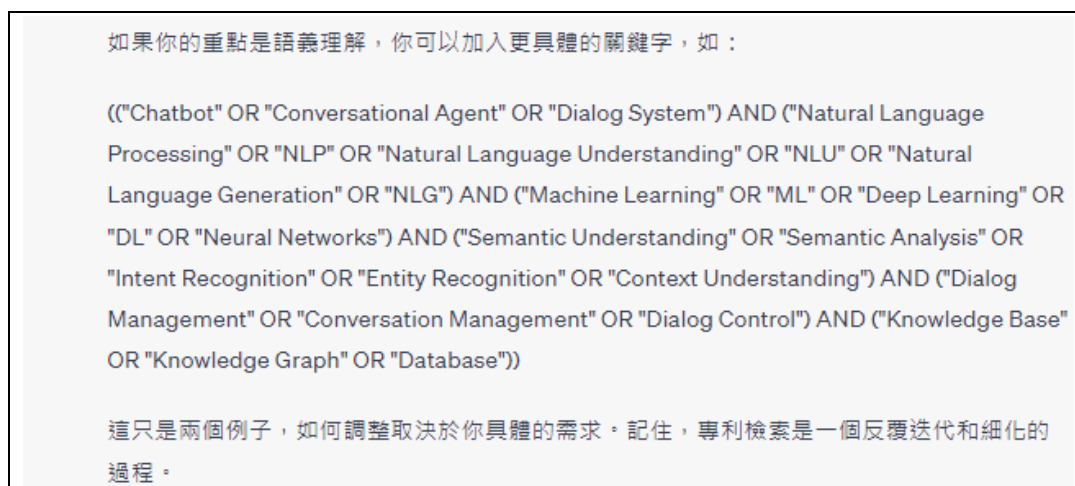 如果你的重點是語義理解，你可以加入更具體的關鍵字，如：
(("Chatbot" OR "Conversational Agent" OR "Dialog System") AND ("Natural Language
Processing" OR "NLP" OR "Natural Language Understanding" OR "NLU" OR "Natural
Language Generation" OR "NLG") AND ("Machine Learning" OR "ML" OR "Deep Learning" OR
"DL" OR "Neural Networks") AND ("Semantic Understanding" OR "Semantic Analysis" OR
"Intent Recognition" OR "Entity Recognition" OR "Context Understanding") AND ("Dialog
Management" OR "Conversation Management" OR "Dialog Control") AND ("Knowledge Base"
OR "Knowledge Graph" OR "Database"))
這只是兩個例子，如何調整取決於你具體的需求。記住，專利檢索是一個反覆迭代和細化的
過程。